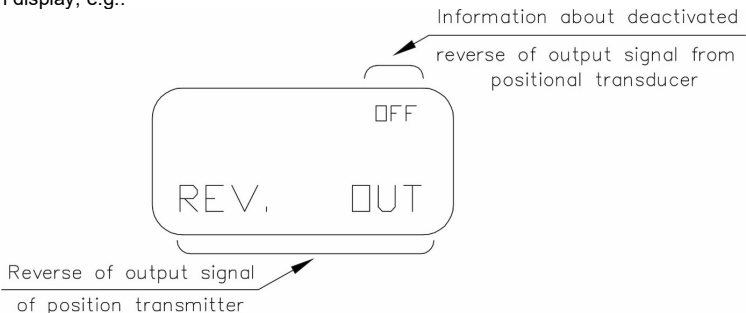 display, e.g.:
Information about deactivated
reverse of output signal from
positional transducer
OFF
REV. OUT
Reverse of output signal
of position transmitter